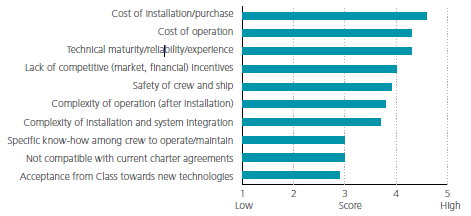 Cost of installation/purchase
Cost of operation
Technical maturity/reliability/experience
Lack of competitive (market, financial) incentives
Safety of crew and ship
Complexity of operation (after installation)
Complexity of installation and system integration
Specific know-how among crew to operate/maintain
Not compatible with current charter agreements
Acceptance from Class towards new technologies
1 2 3 4 5
Low Score High